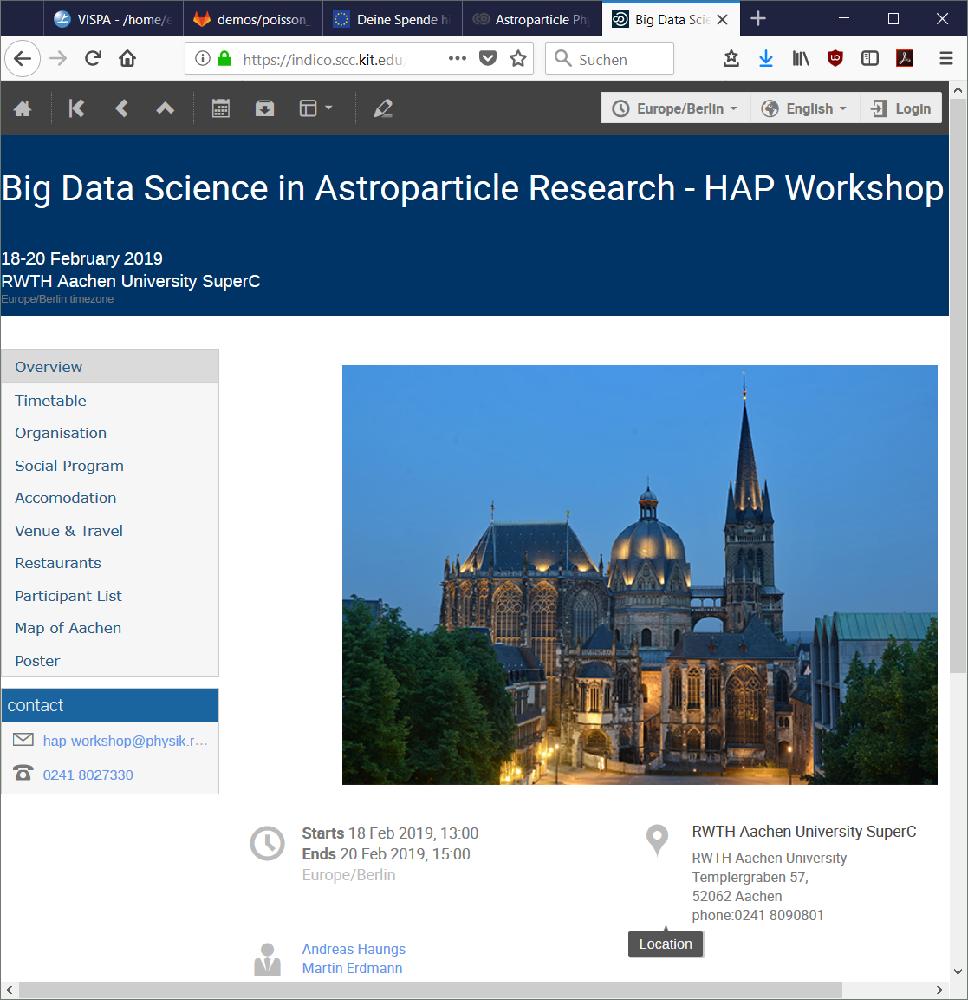 VISPA - /home/e
demos/poisson_
Deine Spende hi
Astroparticle Phy
Big Data Scie
https://indico.scc.kit.edu/
Suchen
Europe/Berlin
English
Login
Big Data Science in Astroparticle Research - HAP Workshop
18-20 February 2019
RWTH Aachen University SuperC
Europe/Berlin timezone
Overview
Timetable
Organisation
Social Program
Accomodation
Venue & Travel
Restaurants
Participant List
Map of Aachen
Poster
contact
hap-workshop@physik.r...
0241 8027330
Starts 18 Feb 2019, 13:00
Ends 20 Feb 2019, 15:00
Europe/Berlin
RWTH Aachen University SuperC
RWTH Aachen University
Templergraben 57,
52062 Aachen
phone:0241 8090801
Location
Andreas Haungs
Martin Erdmann